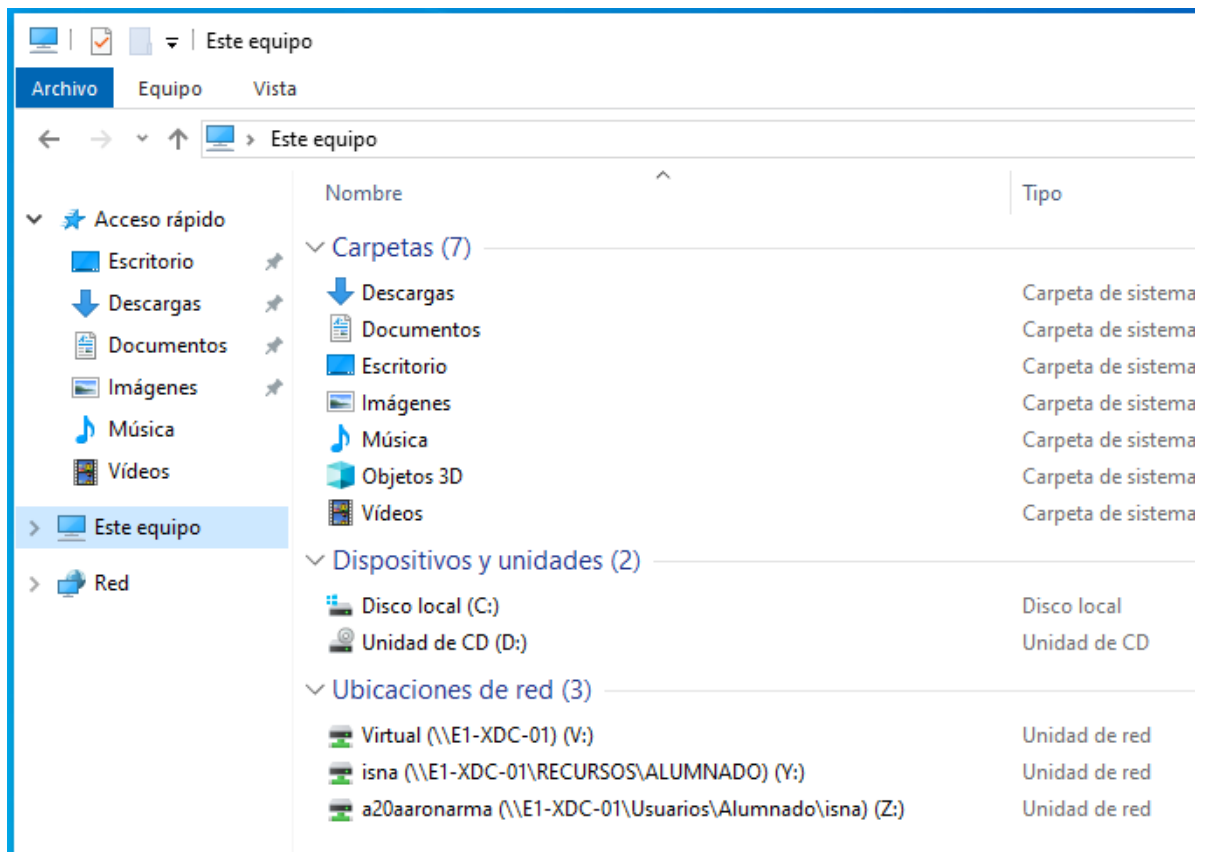 Este equipo
Archivo Equipo Vista
Este equipo
Nombre Tipo
Acceso rápido
Escritorio
Descargas
Documentos
Imágenes
Música
Vídeos
Este equipo
Red
Carpetas (7)
Descargas Carpeta de sistema
Documentos Carpeta de sistema
Escritorio Carpeta de sistema
Imágenes Carpeta de sistema
Música Carpeta de sistema
Objetos 3D Carpeta de sistema
Vídeos Carpeta de sistema
Dispositivos y unidades (2)
Disco local (C:) Disco local
Unidad de CD (D:) Unidad de CD
Ubicaciones de red (3)
Virtual (\\E1-XDC-01) (V:) Unidad de red
isna (\\E1-XDC-01\RECURSOS\ALUMNADO) (Y:) Unidad de red
a20aaronarma (\\E1-XDC-01\Usuarios\Alumnado\isna) (Z:) Unidad de red